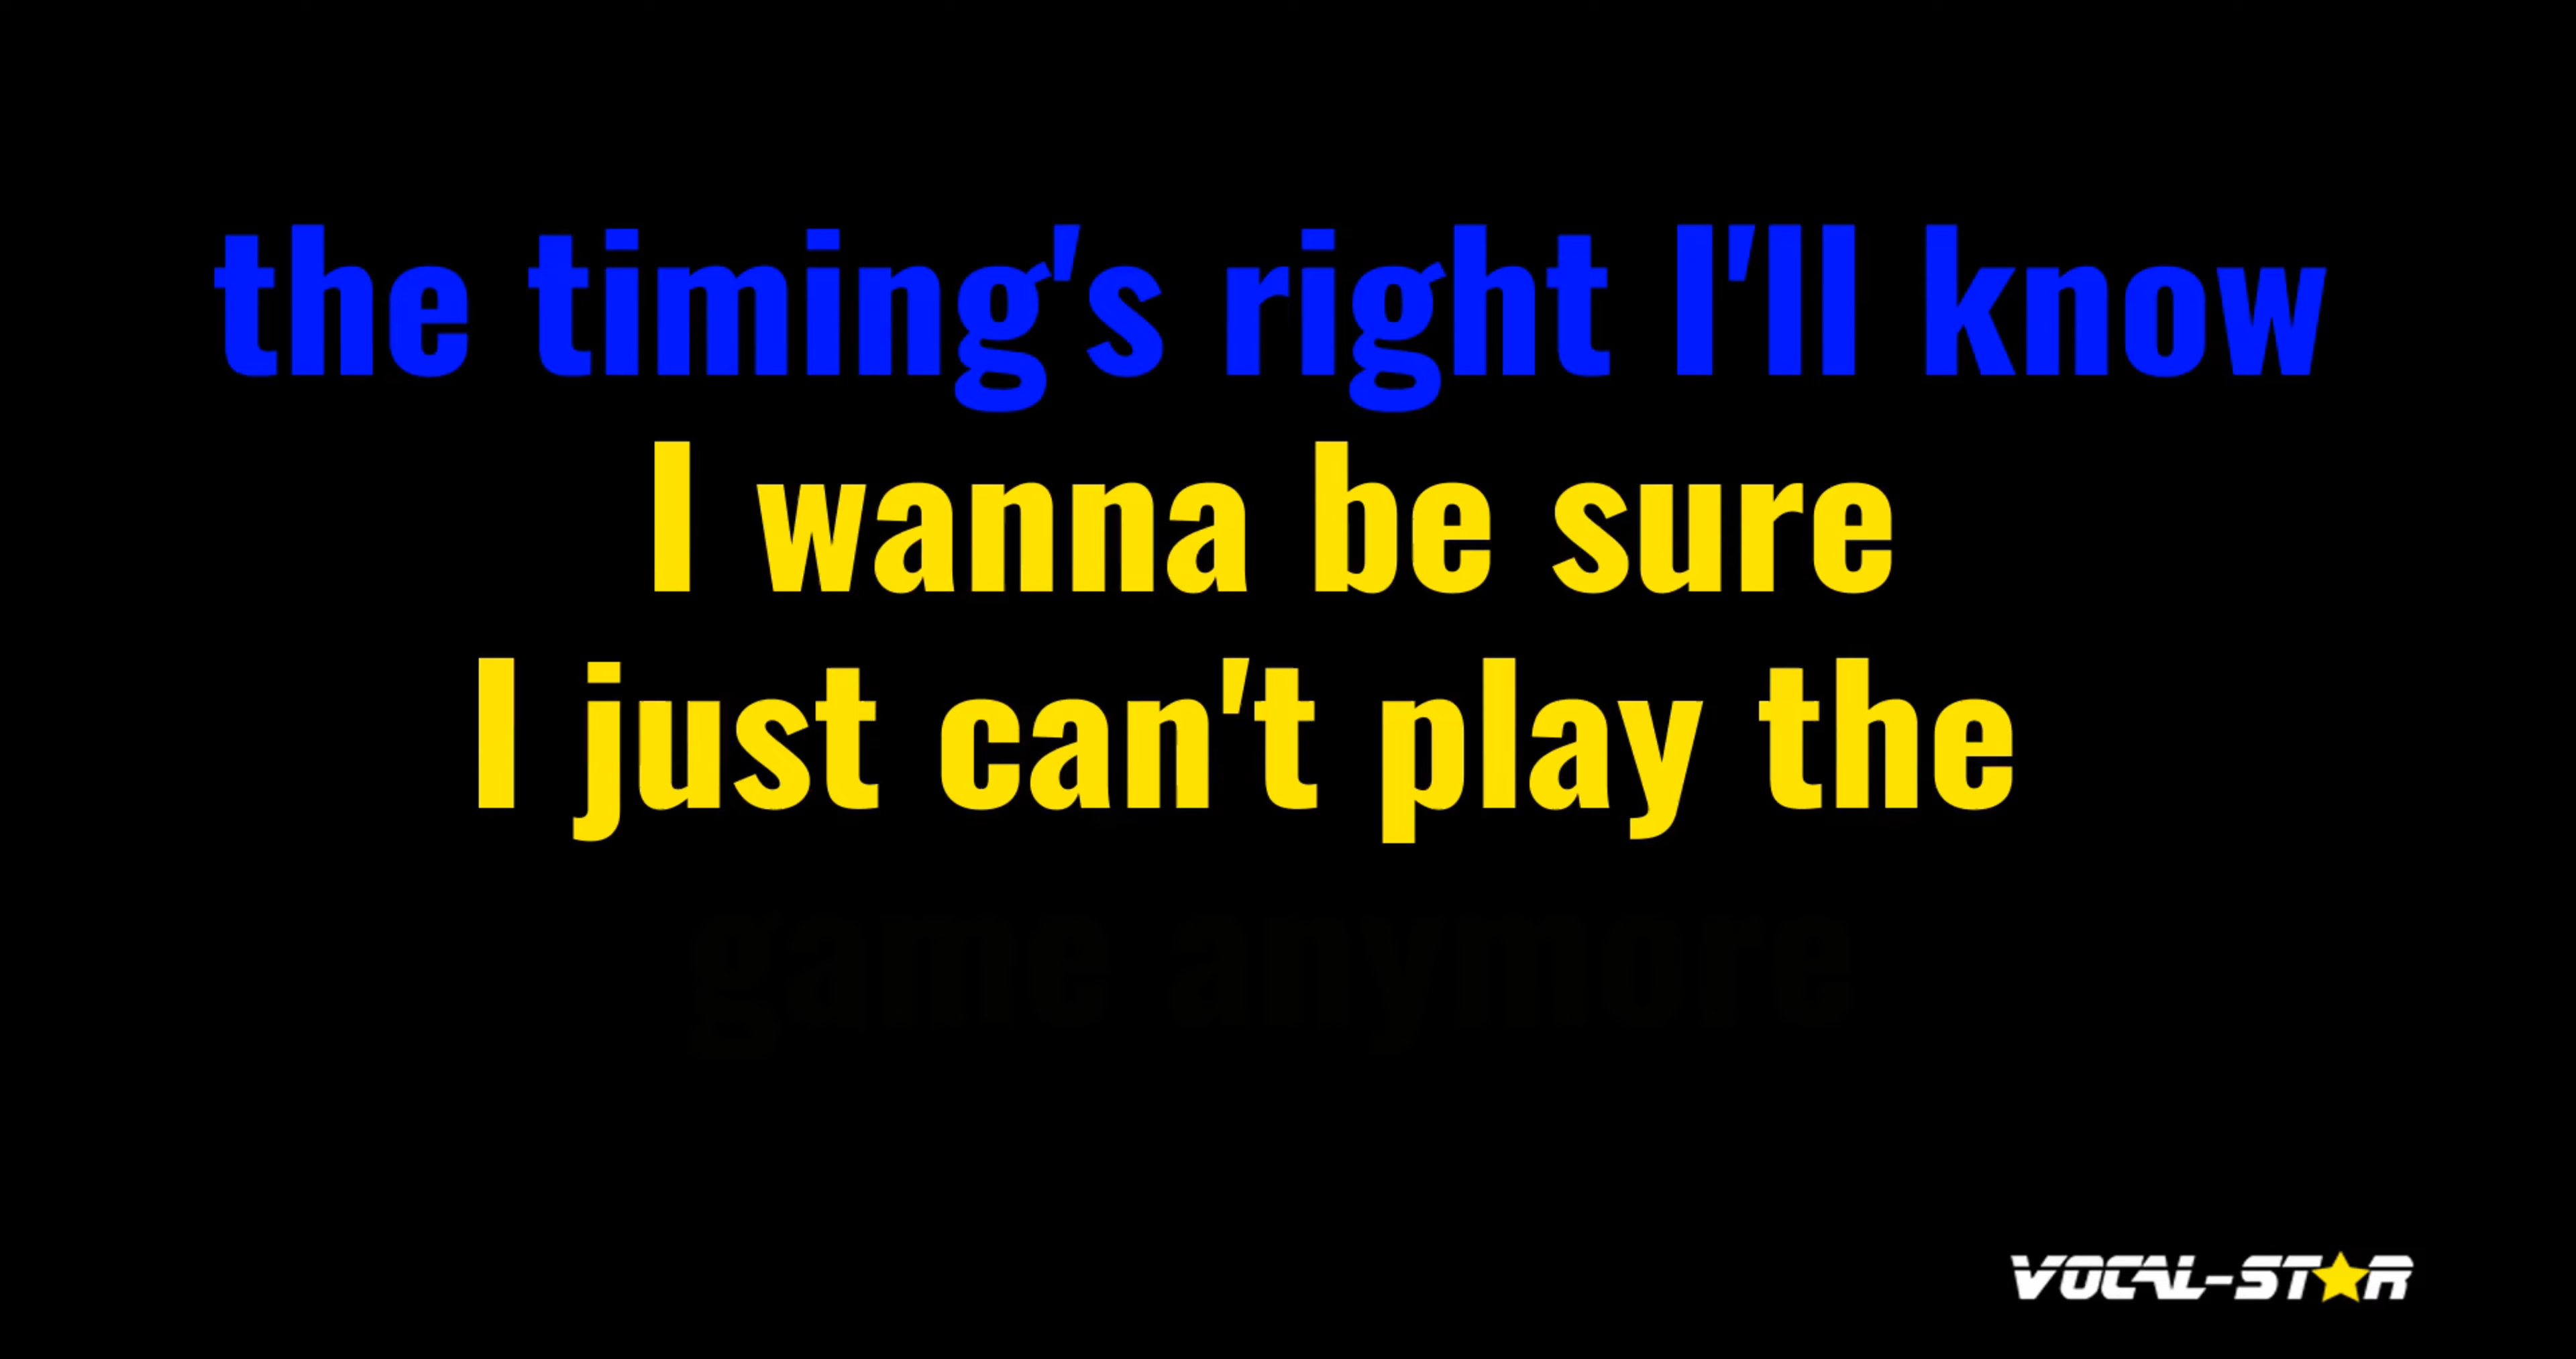 the timing's right I'll know
I wanna be sure
I just can't play the
game anymore
VOCAL-STAR